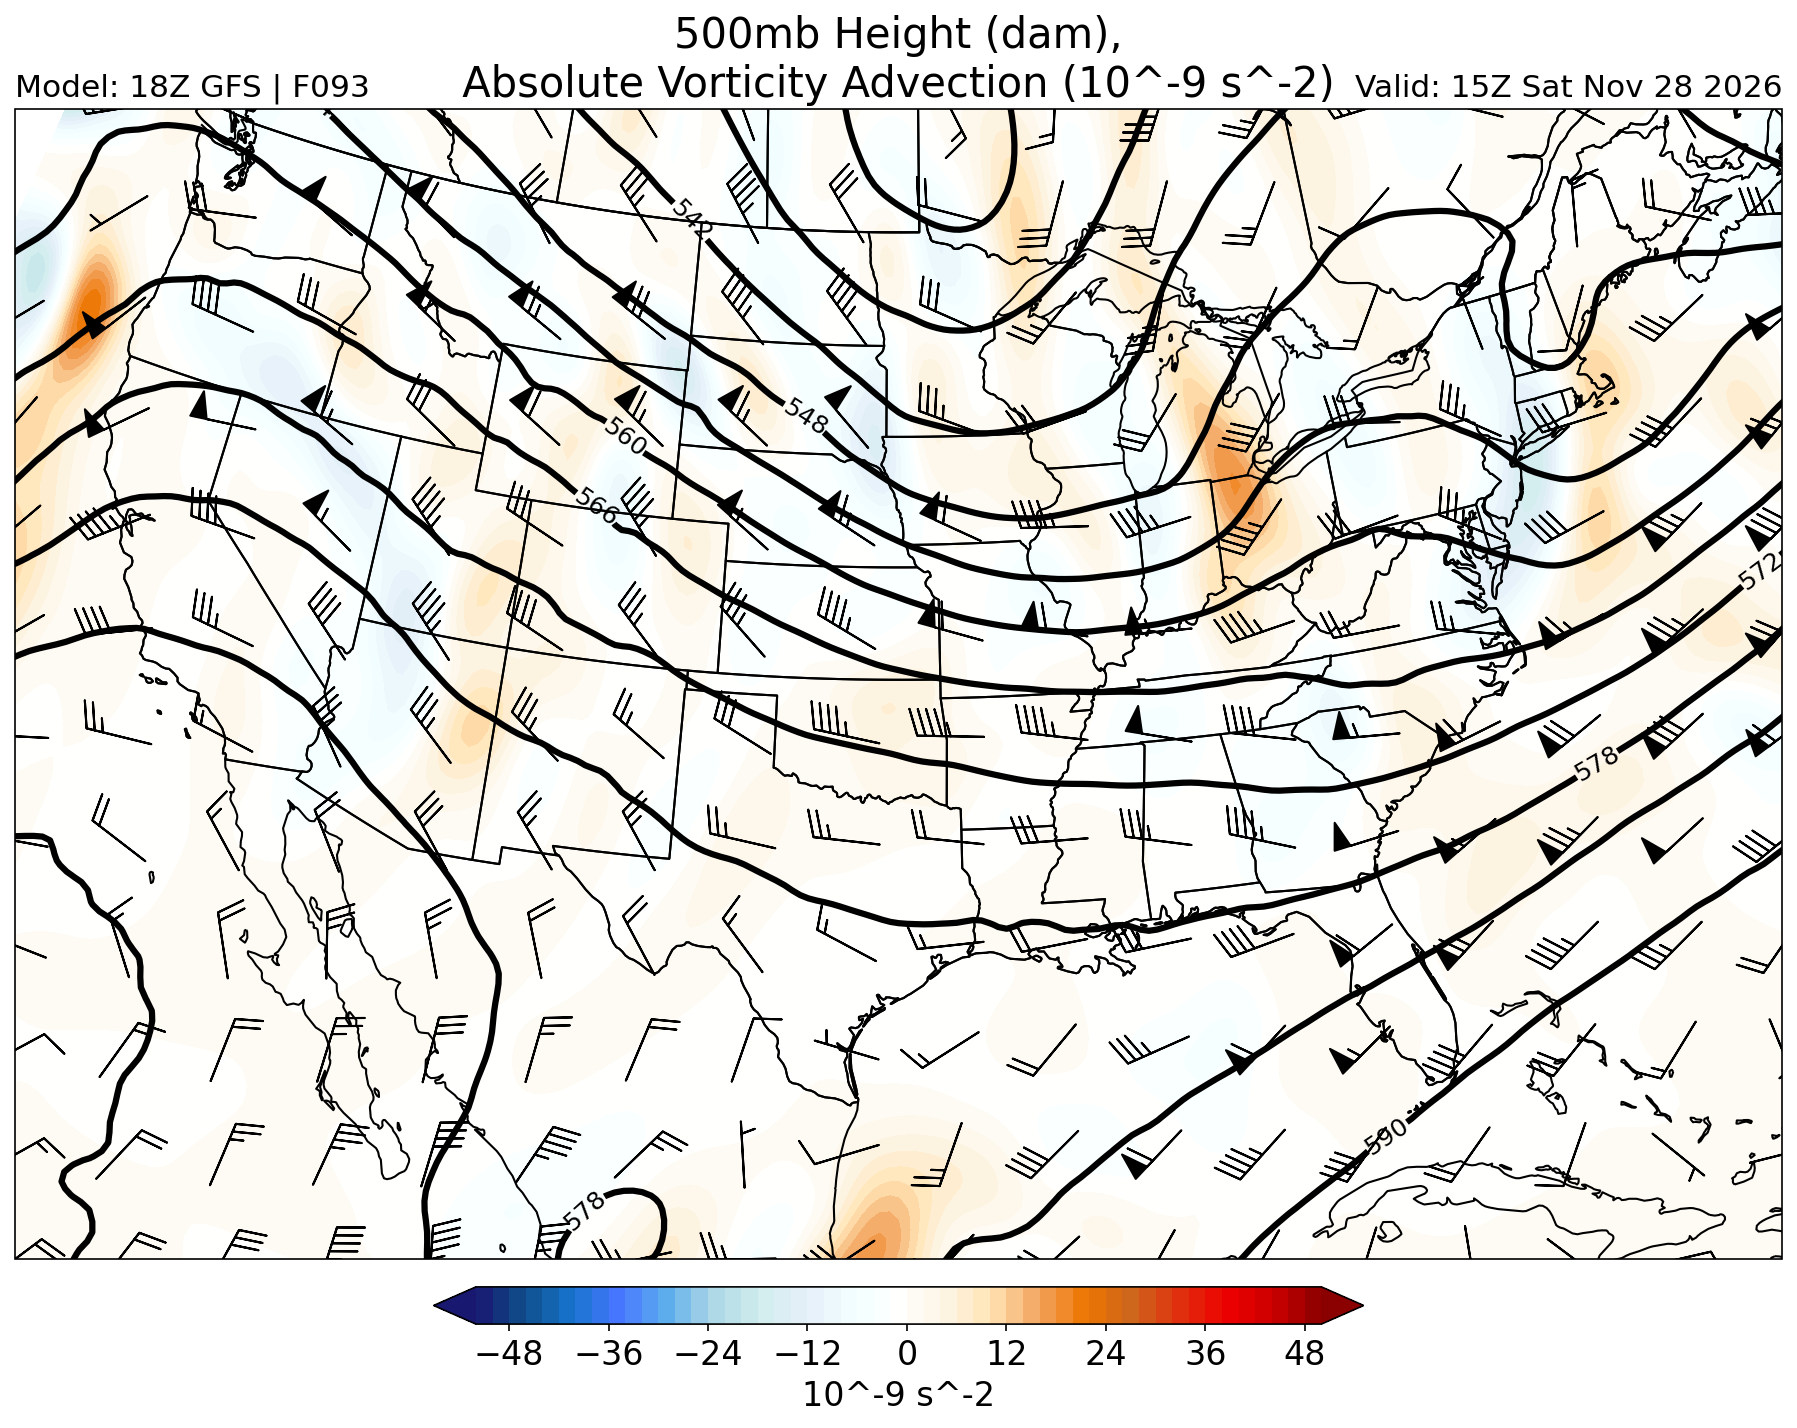 500mb Height (dam),
Model: 18Z GFS | F093
Absolute Vorticity Advection (10^-9 s^-2)
Valid: 15Z Sat Nov 28 2026
542
548
560
566
572
578
590
578
−48 −36 −24 −12 0 12 24 36 48
10^-9 s^-2